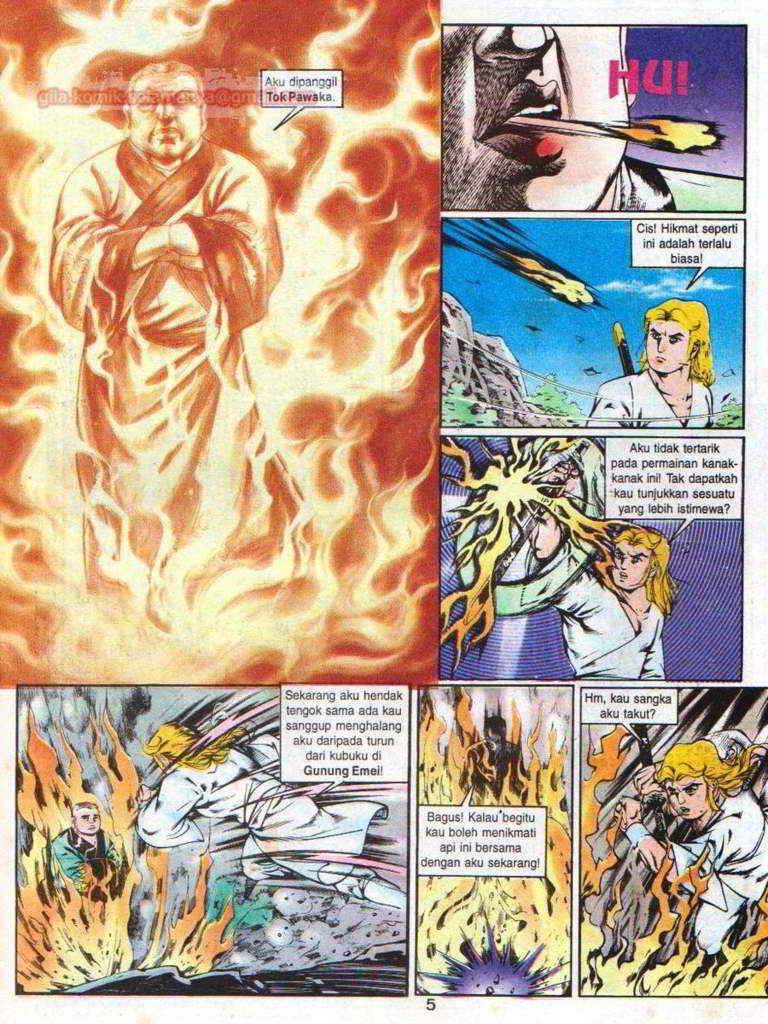 Aku dipanggil
Tok Pawaka.
HU!
Cis! Hikmat seperti
ini adalah terlalu
biasa!
Aku tidak tertarik
pada permainan kanak-
kanak ini! Tak dapatkah
kau tunjukkan sesuatu
yang lebih istimewa?
Sekarang aku hendak
tengok sama ada kau
sanggup menghalang
aku daripada turun
dari kubuku di
Gunung Emei!
Bagus! Kalau begitu
kau boleh menikmati
api ini bersama
dengan aku sekarang!
Hm, kau sangka
aku takut?
5